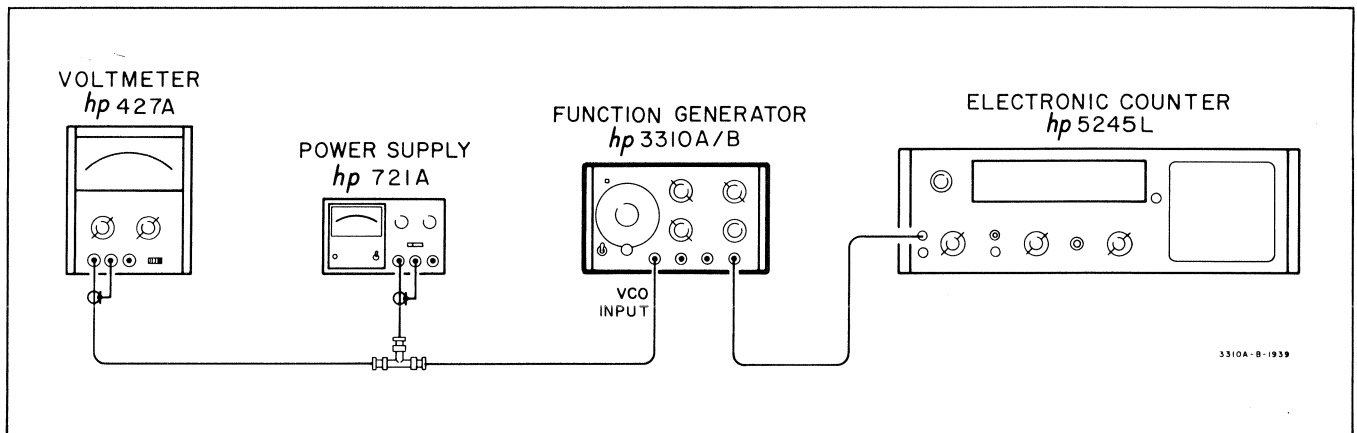 VOLTMETER
hp 427A
POWER SUPPLY
hp 721A
FUNCTION GENERATOR
hp 3310A/B
ELECTRONIC COUNTER
hp 5245L
VCO
INPUT
3310A-B-1939